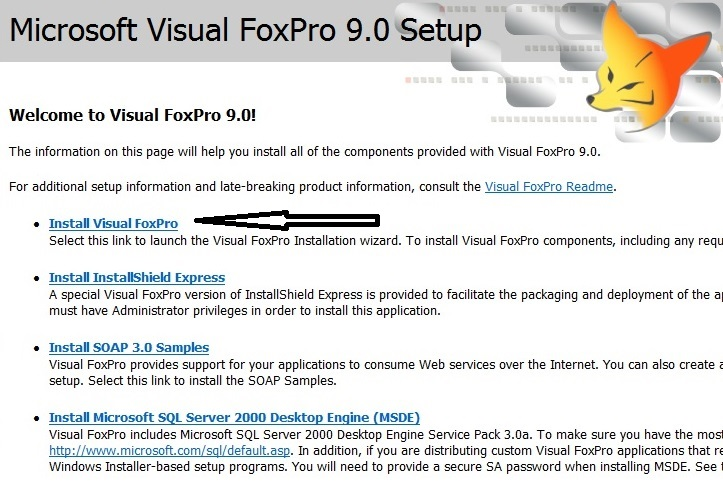 Microsoft Visual FoxPro 9.0 Setup
Welcome to Visual FoxPro 9.0!
The information on this page will help you install all of the components provided with Visual FoxPro 9.0.
For additional setup information and late-breaking product information, consult the Visual FoxPro Readme.
Install Visual FoxPro
Select this link to launch the Visual FoxPro Installation wizard. To install Visual FoxPro components, including any
Install InstallShield Express
A special Visual FoxPro version of InstallShield Express is provided to facilitate the packaging and deployment of the
must have Administrator privileges in order to install this application.
Install SOAP 3.0 Samples
Visual FoxPro provides support for your applications to consume Web services over the Internet. You can also create a
setup. Select this link to install the SOAP Samples.
Install Microsoft SQL Server 2000 Desktop Engine (MSDE)
Visual FoxPro includes Microsoft SQL Server 2000 Desktop Engine Service Pack 3.0a. To make sure you have the most
http://www.microsoft.com/sql/default.asp. In addition, if you are distributing custom Visual FoxPro applications that
Windows Installer-based setup programs. You will need to provide a secure SA password when installing MSDE. See